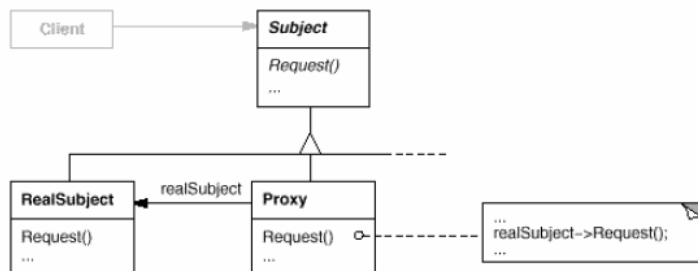 Client
Subject
Request()
...
realSubject
RealSubject
Request()
...
Proxy
Request()
...
...
realSubject->Request();
...